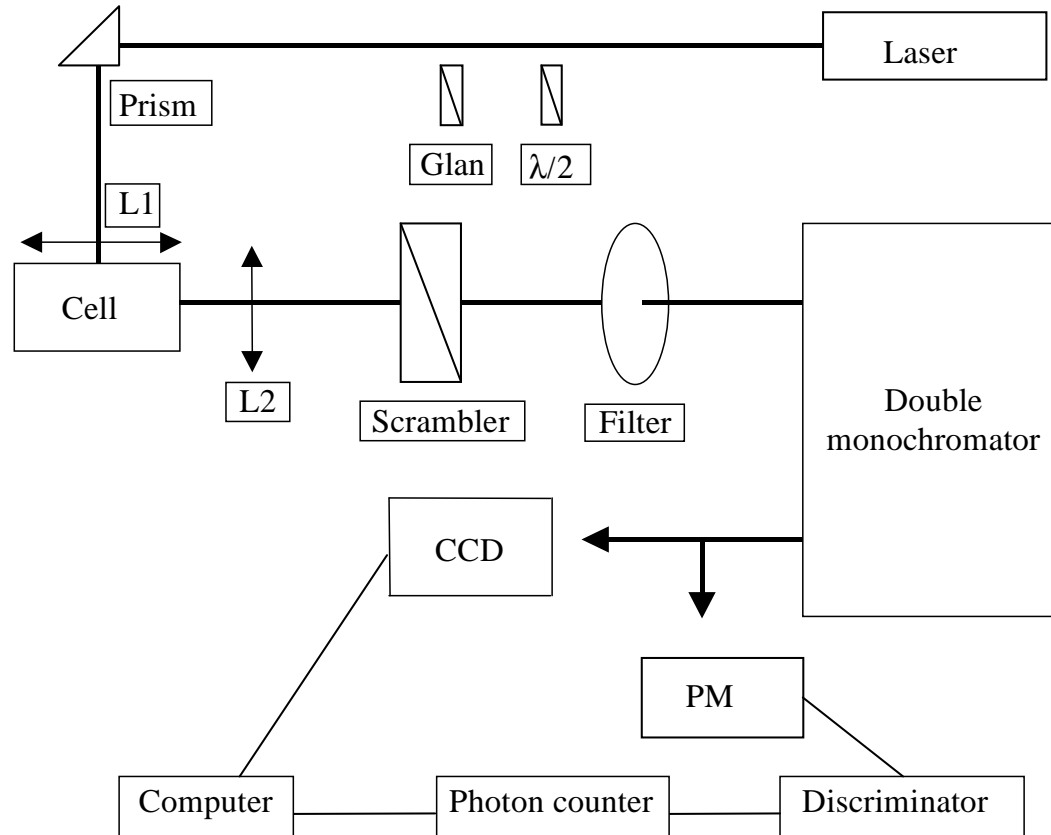 Laser
Prism
Glan
λ/2
L1
Cell
L2
Scrambler
Filter
Double
monochromator
CCD
PM
Computer
Photon counter
Discriminator